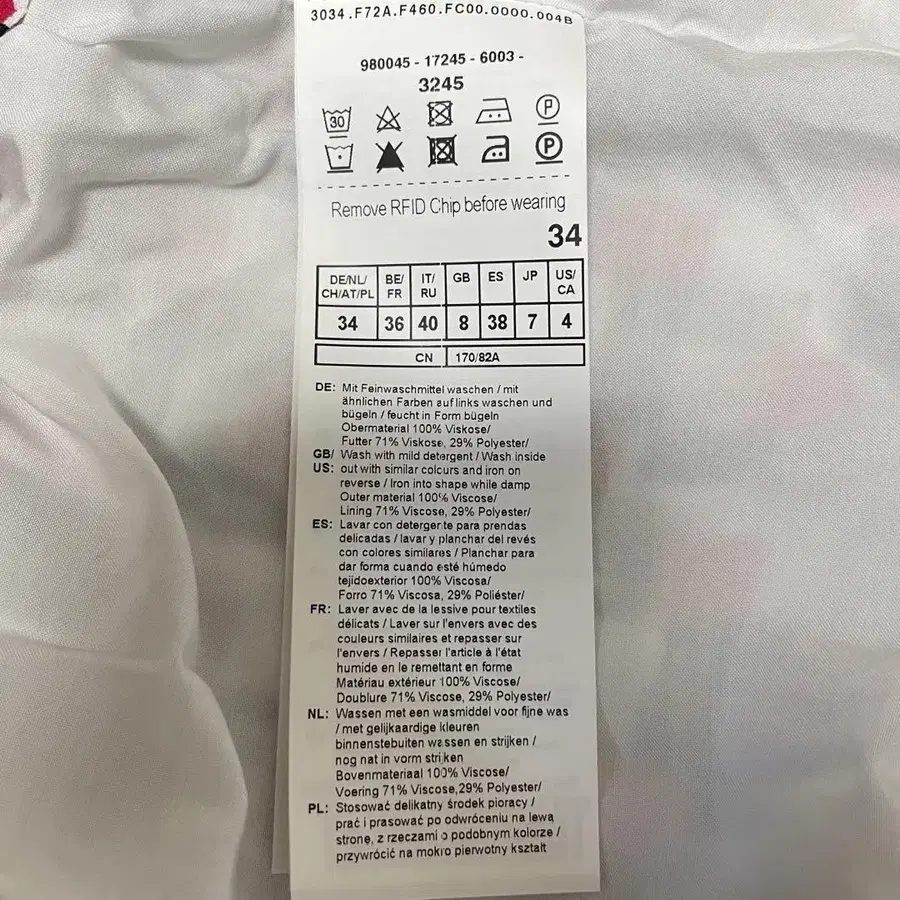 3034.F72A.F460.FC00.0000.004B
980045 - 17245 - 6003 -
3245
30 P
P
Remove RFID Chip before wearing
34
DE/NL/ CH/AT/PL BE/ FR IT/ RU GB ES JP US/ CA
34 36 40 8 38 7 4
CN 170/82A
DE: Mit Feinwaschmittel waschen / mit
ähnlichen Farben auf links waschen und
bügeln / feucht in Form bügeln
Obermaterial 100% Viskose/
Futter 71% Viskose, 29% Polyester/
GB/ Wash with mild detergent / Wash inside
US: out with similar colours and iron on
reverse / Iron into shape while damp
Outer material 100% Viscose/
Lining 71% Viscose, 29% Polyester/
ES: Lavar con detergente para prendas
delicadas / lavar y planchar del revés
con colores similares / Planchar para
dar forma cuando esté húmedo
tejidoexterior 100% Viscosa/
Forro 71% Viscosa, 29% Poliéster/
FR: Laver avec de la lessive pour textiles
délicats / Laver sur l'envers avec des
couleurs similaires et repasser sur
l'envers / Repasser l'article à l'état
humide en le remettant en forme
Matériau extérieur 100% Viscose/
Doublure 71% Viscose, 29% Polyester/
NL: Wassen met een wasmiddel voor fijne was
/ met gelijkaardige kleuren
binnenstebuiten wassen en strijken /
nog nat in vorm strijken
Bovenmateriaal 100% Viscose/
Voering 71% Viscose,29% Polyester/
PL: Stosować delikatny środek piorący /
prać i prasować po odwróceniu na lewą
stronę, z rzeczami o podobnym kolorze /
przywrócić na mokro pierwotny kształt